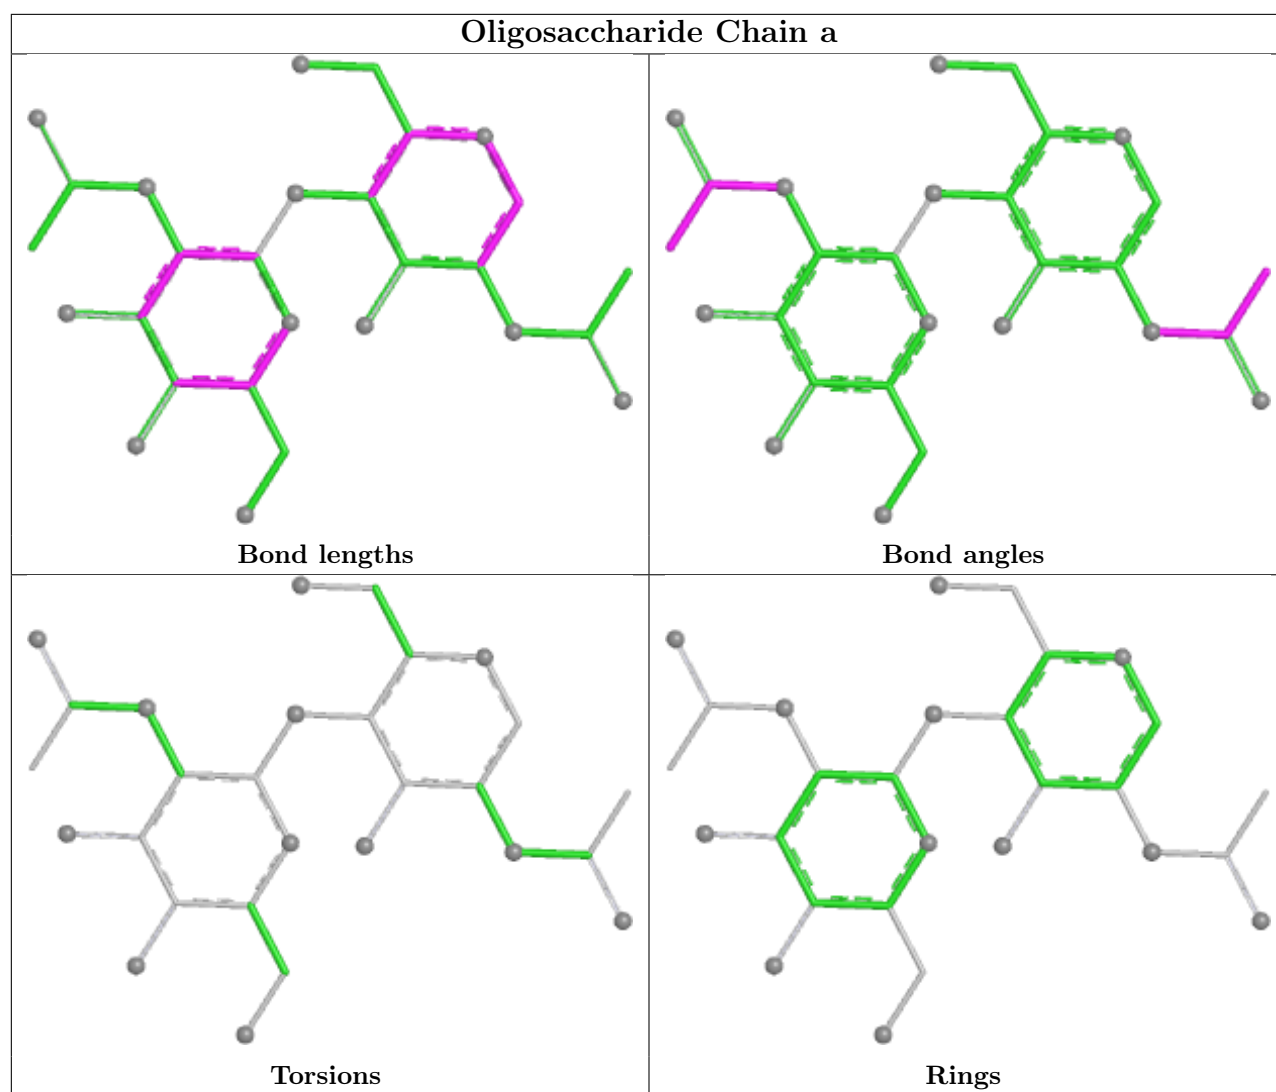 Oligosaccharide Chain a
Bond lengths
Bond angles
Torsions
Rings